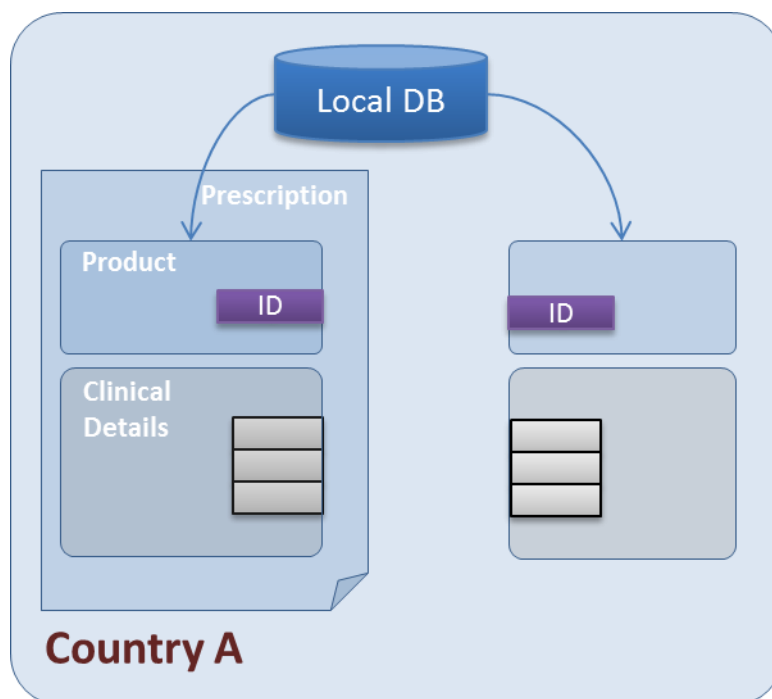 Local DB
Prescription
Product
ID
ID
Clinical
Details
Country A